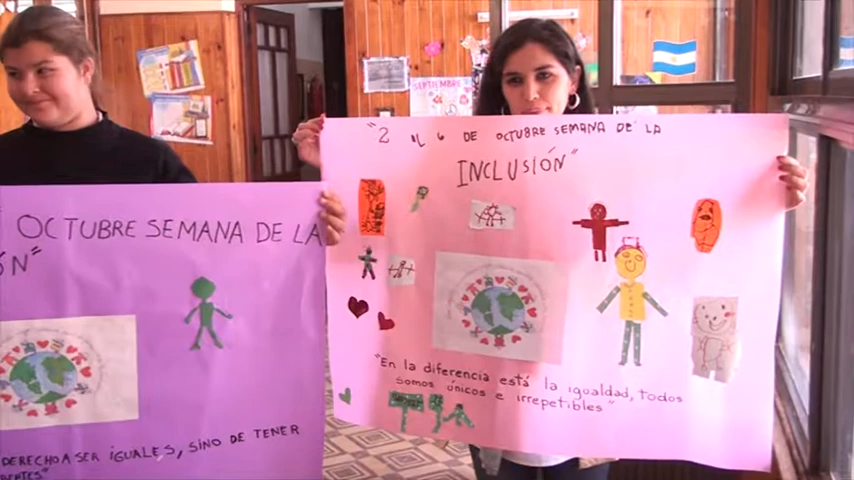 SEPTIEMBRE
OCTUBRE SEMANA DE LA
ÓN"
DERECHO A SER IGUALES, SINO DE TENER
"2 AL 6 DE OCTUBRE SEMANA DE LA
INCLUSIÓN"
"En la diferencia está la igualdad, todos
somos únicos e irrepetibles"